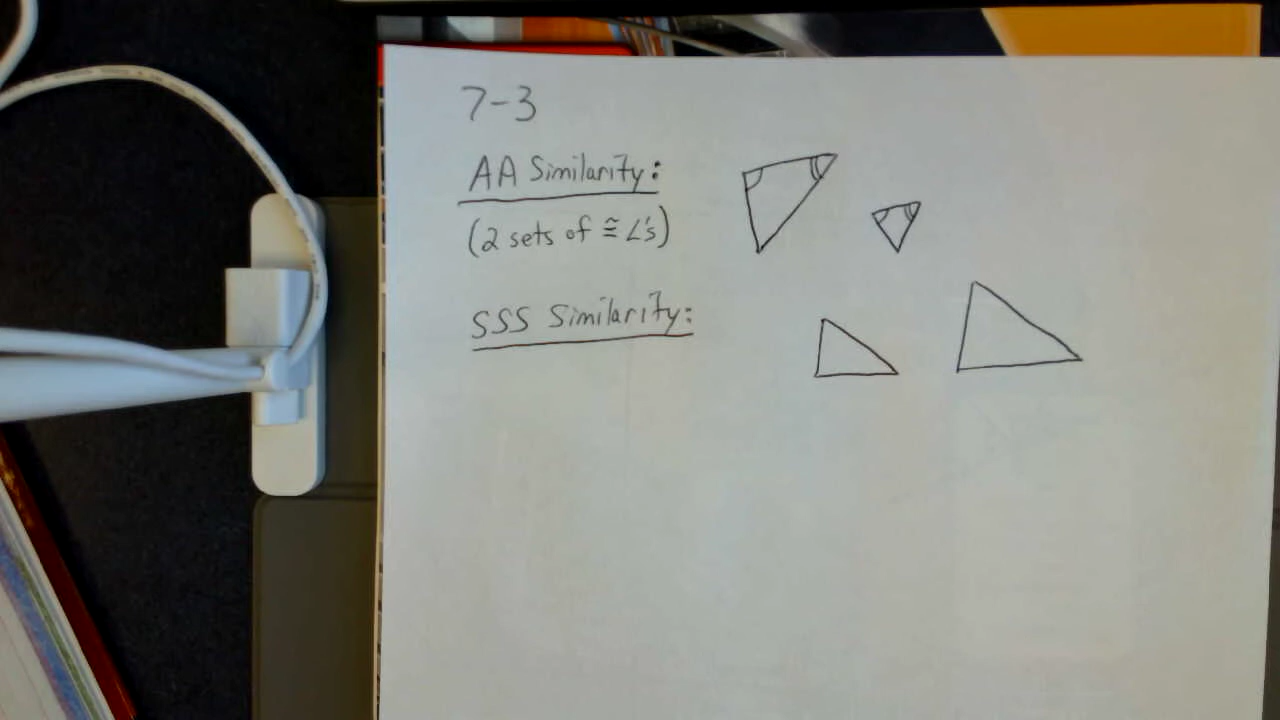 7-3
AA Similarity:
(2 sets of ≅ ∠'s)
SSS Similarity: